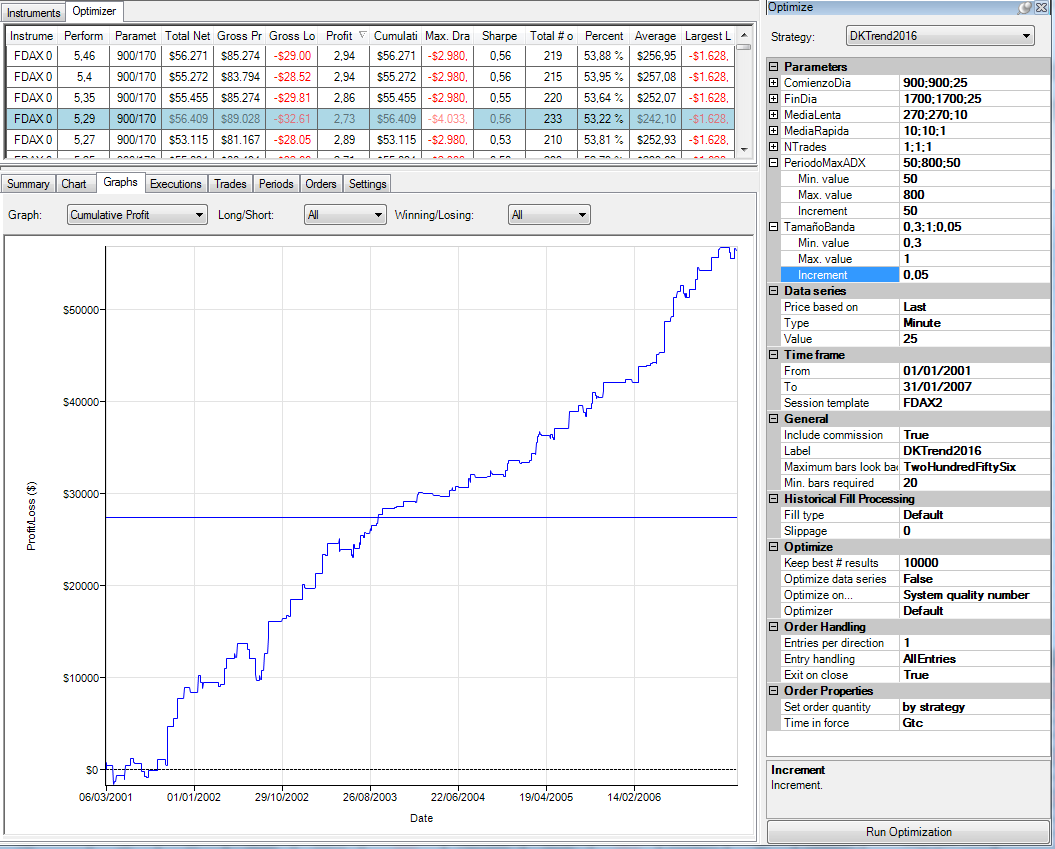 Instruments Optimizer
Instrume Perform Paramet Total Net Gross Pr Gross Lo Profit Cumulati Max. Dra Sharpe Total # o Percent Average Largest L
FDAX 0 5,46 900/170 $56.271 $85.274 -$29.00 2,94 $56.271 -$2.980, 0,56 219 53,88 % $256,95 -$1.628,
FDAX 0 5,4 900/170 $55.272 $83.794 -$28.52 2,94 $55.272 -$2.980, 0,56 215 53,95 % $257,08 -$1.628,
FDAX 0 5,35 900/170 $55.455 $85.274 -$29.81 2,86 $55.455 -$2.980, 0,55 220 53,64 % $252,07 -$1.628,
FDAX 0 5,29 900/170 $56.409 $89.028 -$32.61 2,73 $56.409 -$4.033, 0,56 233 53,22 % $242,10 -$1.628,
FDAX 0 5,27 900/170 $53.115 $81.167 -$28.05 2,89 $53.115 -$2.980, 0,53 210 53,81 % $252,93 -$1.628,
Summary Chart Graphs Executions Trades Periods Orders Settings
Graph: Cumulative Profit Long/Short: All Winning/Losing: All
Profit/Loss ($)
$50000
$40000
$30000
$20000
$10000
$0
06/03/2001 01/01/2002 29/10/2002 26/08/2003 22/06/2004 19/04/2005 14/02/2006
Date
Optimize
Strategy: DKTrend2016
Parameters
ComienzoDia 900;900;25
FinDia 1700;1700;25
MediaLenta 270;270;10
MediaRapida 10;10;1
NTrades 1;1;1
PeriodoMaxADX 50;800;50
Min. value 50
Max. value 800
Increment 50
TamañoBanda 0,3;1;0,05
Min. value 0,3
Max. value 1
Increment 0,05
Data series
Price based on Last
Type Minute
Value 25
Time frame
From 01/01/2001
To 31/01/2007
Session template FDAX2
General
Include commission True
Label DKTrend2016
Maximum bars look bac TwoHundredFiftySix
Min. bars required 20
Historical Fill Processing
Fill type Default
Slippage 0
Optimize
Keep best # results 10000
Optimize data series False
Optimize on... System quality number
Optimizer Default
Order Handling
Entries per direction 1
Entry handling AllEntries
Exit on close True
Order Properties
Set order quantity by strategy
Time in force Gtc
Increment
Increment.
Run Optimization